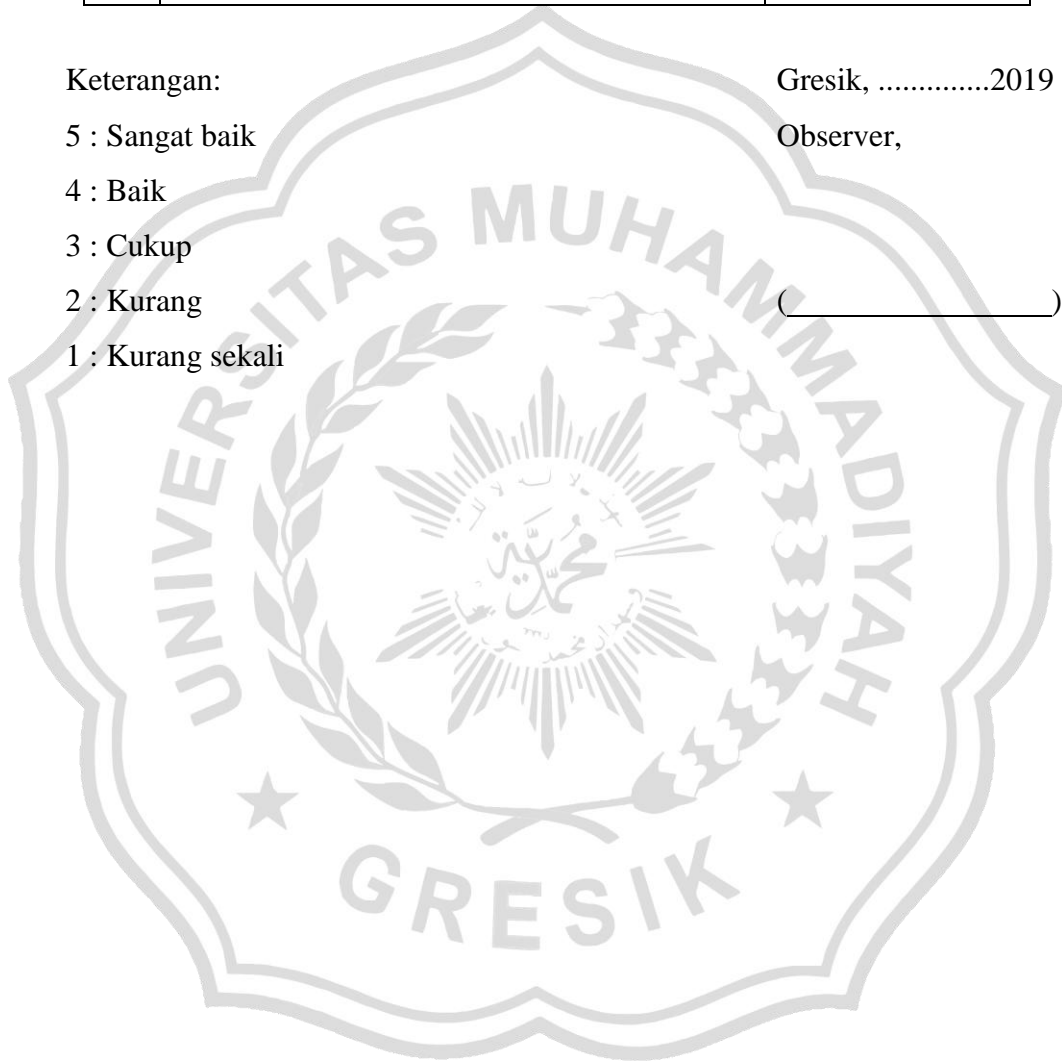 Keterangan:
5 : Sangat baik
4 : Baik
3 : Cukup
2 : Kurang
1 : Kurang sekali
Gresik, ..............2019
Observer,
( )
UNIVERSITAS MUHAMMADIYAH
GRESIK